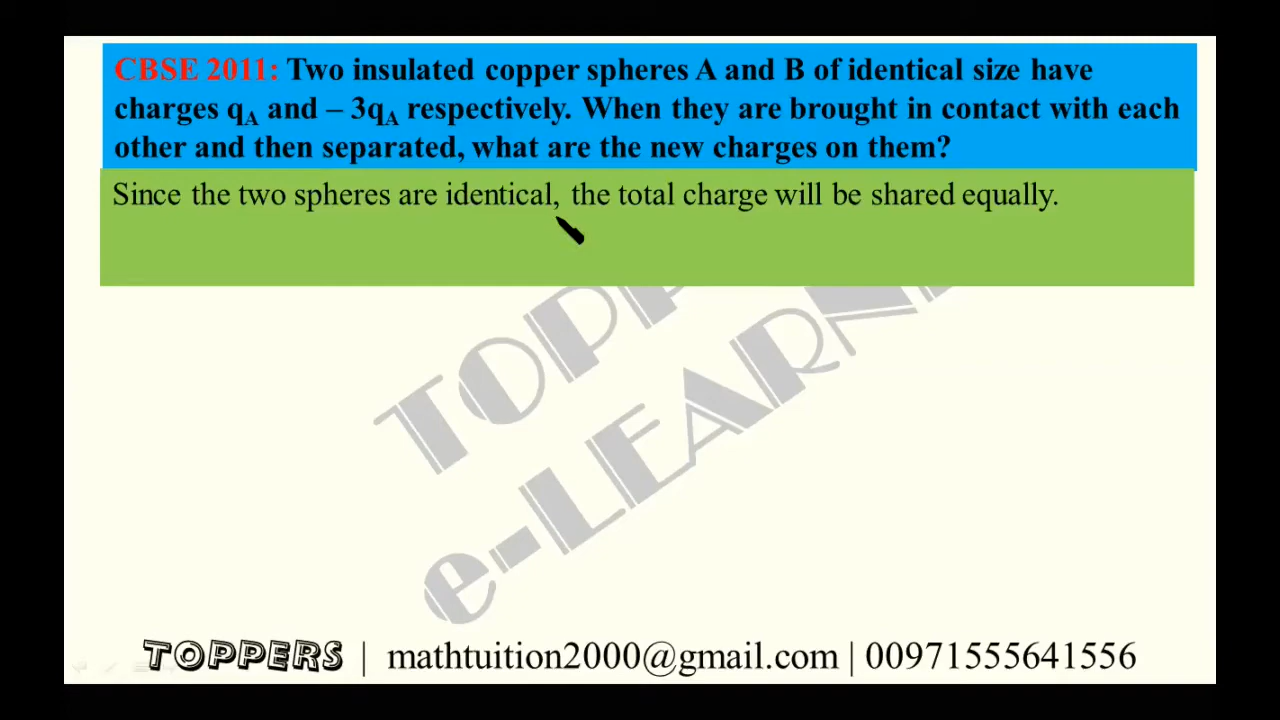 CBSE 2011: Two insulated copper spheres A and B of identical size have
charges qA and – 3qA respectively. When they are brought in contact with each
other and then separated, what are the new charges on them?
Since the two spheres are identical, the total charge will be shared equally.
TOPP
e-LEARN
TOPPERS | mathtuition2000@gmail.com | 00971555641556